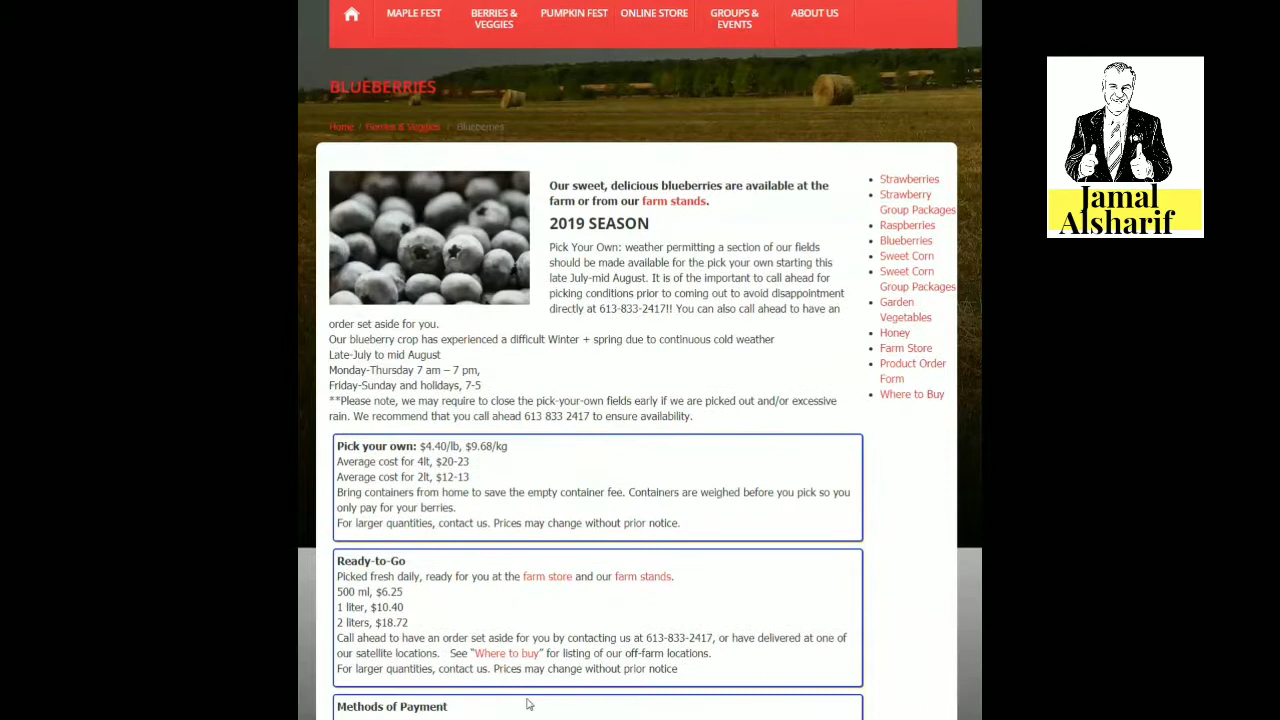 MAPLE FEST
BERRIES &
VEGGIES
PUMPKIN FEST
ONLINE STORE
GROUPS &
EVENTS
ABOUT US
BLUEBERRIES
Home / Berries & Veggies / Blueberries
Our sweet, delicious blueberries are available at the
farm or from our farm stands.
2019 SEASON
Pick Your Own: weather permitting a section of our fields
should be made available for the pick your own starting this
late July-mid August. It is of the important to call ahead for
picking conditions prior to coming out to avoid disappointment
directly at 613-833-2417!! You can also call ahead to have an
order set aside for you.
Our blueberry crop has experienced a difficult Winter + spring due to continuous cold weather
Late-July to mid August
Monday-Thursday 7 am – 7 pm,
Friday-Sunday and holidays, 7-5
**Please note, we may require to close the pick-your-own fields early if we are picked out and/or excessive
rain. We recommend that you call ahead 613 833 2417 to ensure availability.
Pick your own: $4.40/lb, $9.68/kg
Average cost for 4lt, $20-23
Average cost for 2lt, $12-13
Bring containers from home to save the empty container fee. Containers are weighed before you pick so you
only pay for your berries.
For larger quantities, contact us. Prices may change without prior notice.
Ready-to-Go
Picked fresh daily, ready for you at the farm store and our farm stands.
500 ml, $6.25
1 liter, $10.40
2 liters, $18.72
Call ahead to have an order set aside for you by contacting us at 613-833-2417, or have delivered at one of
our satellite locations. See "Where to buy" for listing of our off-farm locations.
For larger quantities, contact us. Prices may change without prior notice
Methods of Payment
Strawberries
Strawberry
Group Packages
Raspberries
Blueberries
Sweet Corn
Sweet Corn
Group Packages
Garden
Vegetables
Honey
Farm Store
Product Order
Form
Where to Buy
Jamal
Alsharif